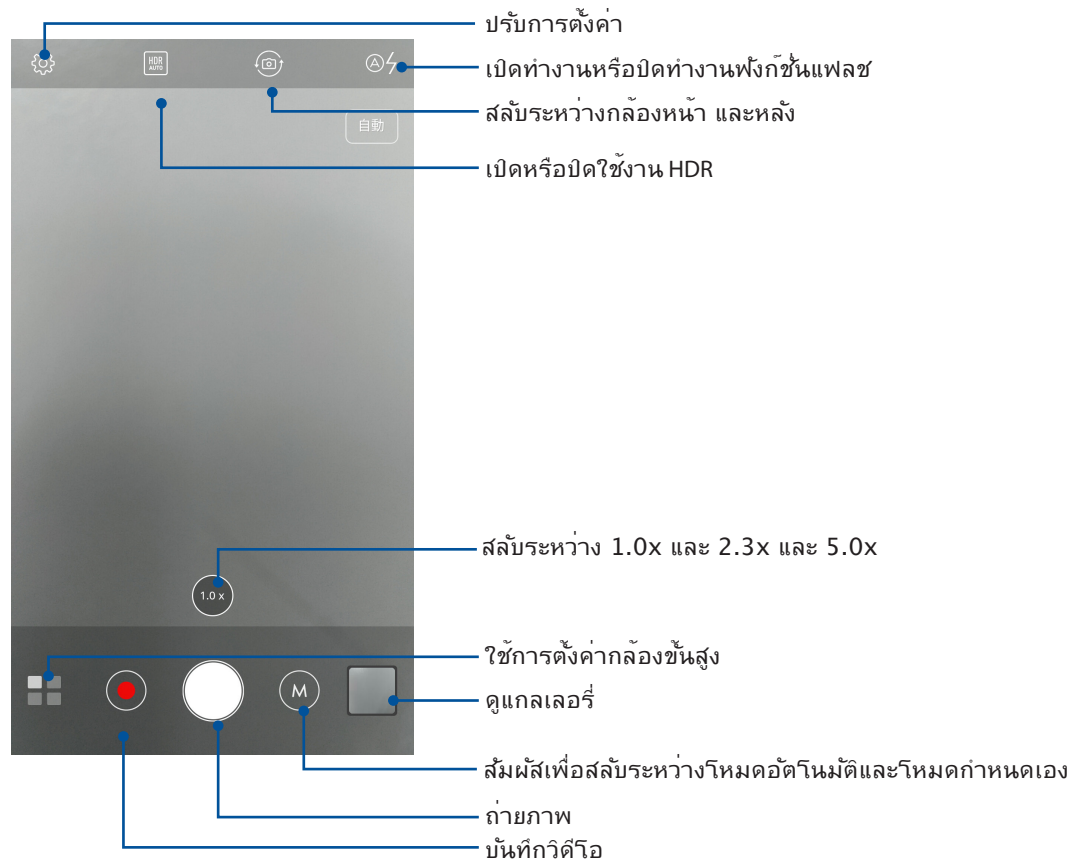 ปรับการตั้งค่า
HDR
AUTO
A
เปิดทำงานหรือปิดทำงานฟังก์ชั่นแฟลช
สลับระหว่างกล้องหน้า และหลัง
自動
เปิดหรือปิดใช้งาน HDR
สลับระหว่าง 1.0x และ 2.3x และ 5.0x
1.0 x
ใช้การตั้งค่ากล้องขั้นสูง
M
ดูแกลเลอรี่
สัมผัสเพื่อสลับระหว่างโหมดอัตโนมัติและโหมดกำหนดเอง
ถ่ายภาพ
บันทึกวิดีโอ